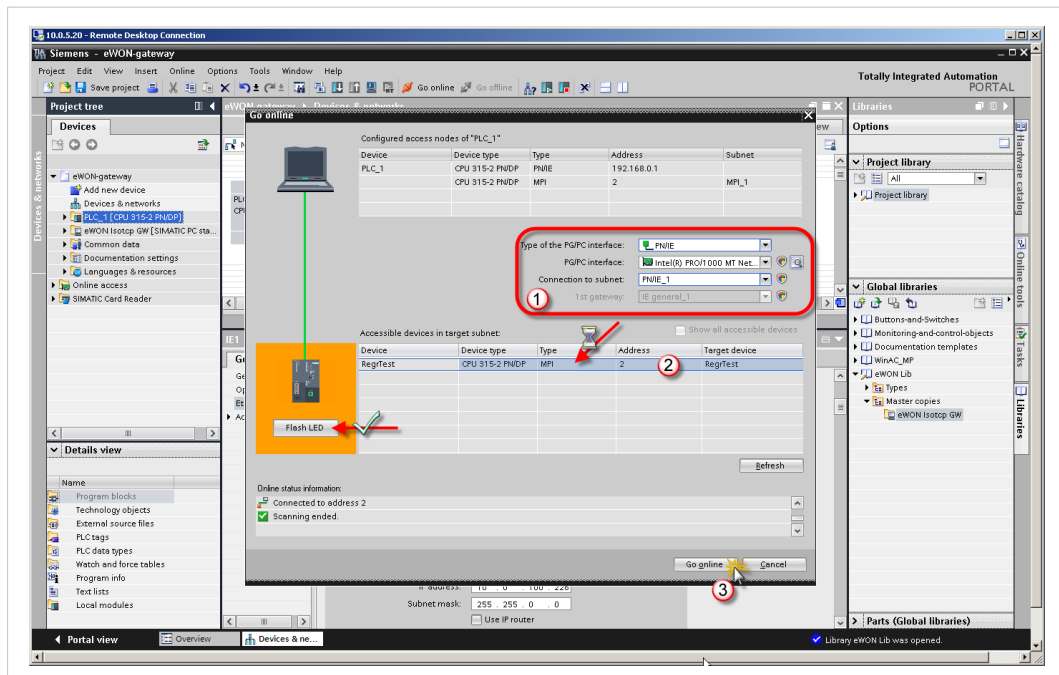 10.0.5.20 - Remote Desktop Connection
Siemens - eWON-gateway
Project Edit View Insert Online Options Tools Window Help
Totally Integrated Automation
PORTAL
Save project Go online Go offline
Project tree
Libraries
Go online
Devices
Options
Configured access nodes of "PLC_1"
Device Device type Type Address Subnet
PLC_1 CPU 315-2 PN/DP PN/IE 192.168.0.1
CPU 315-2 PN/DP MPI 2 MPI_1
eWON-gateway
Add new device
Devices & networks
PLC_1 [CPU 315-2 PN/DP]
eWON Isotcp GW [SIMATIC PC sta...
Common data
Documentation settings
Languages & resources
Online access
SIMATIC Card Reader
Devices & networks
Type of the PG/PC interface: PN/IE
PG/PC interface: Intel(R) PRO/1000 MT Net...
Connection to subnet: PN/IE_1
1st gateway: IE general_1
1
Accessible devices in target subnet:
Show all accessible devices
Device Device type Type Address Target device
RegrTest CPU 315-2 PN/DP MPI 2 RegrTest
2
Flash LED
Refresh
Online status information:
Connected to address 2
Scanning ended.
Go online Cancel
3
Details view
Name
Program blocks
Technology objects
External source files
PLC tags
PLC data types
Watch and force tables
Program info
Text lists
Local modules
Subnet mask: 255 . 255 . 0 . 0
Use IP router
Project library
All
Project library
Global libraries
Buttons-and-Switches
Monitoring-and-control-objects
Documentation templates
WinAC_MP
eWON Lib
Types
Master copies
eWON Isotcp GW
Parts (Global libraries)
Hardware catalog
Online tools
Tasks
Libraries
Portal view Overview Devices & ne...
Library eWON Lib was opened.